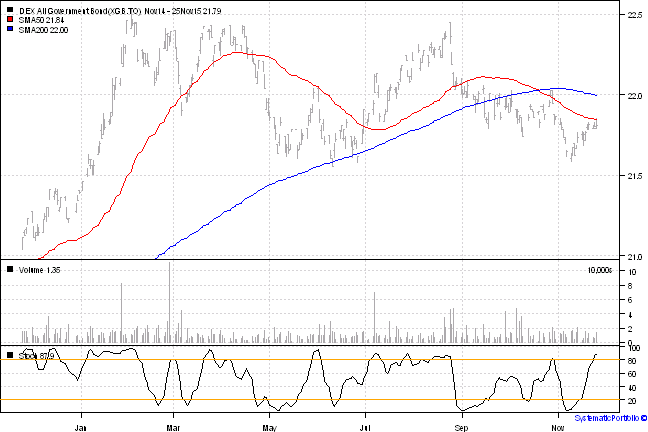 DEX All Government Bond(XGB.TO) Nov14 - 25Nov15 21.79
SMA50 21.84
SMA200 22.00
22.5
22.0
21.5
21.0
Volume 1.35
10,000s
10
8
6
4
2
0
Stoch 87.9
100
80
60
40
20
Jan Mar May Jul Sep Nov
SystematicPortfolio ©